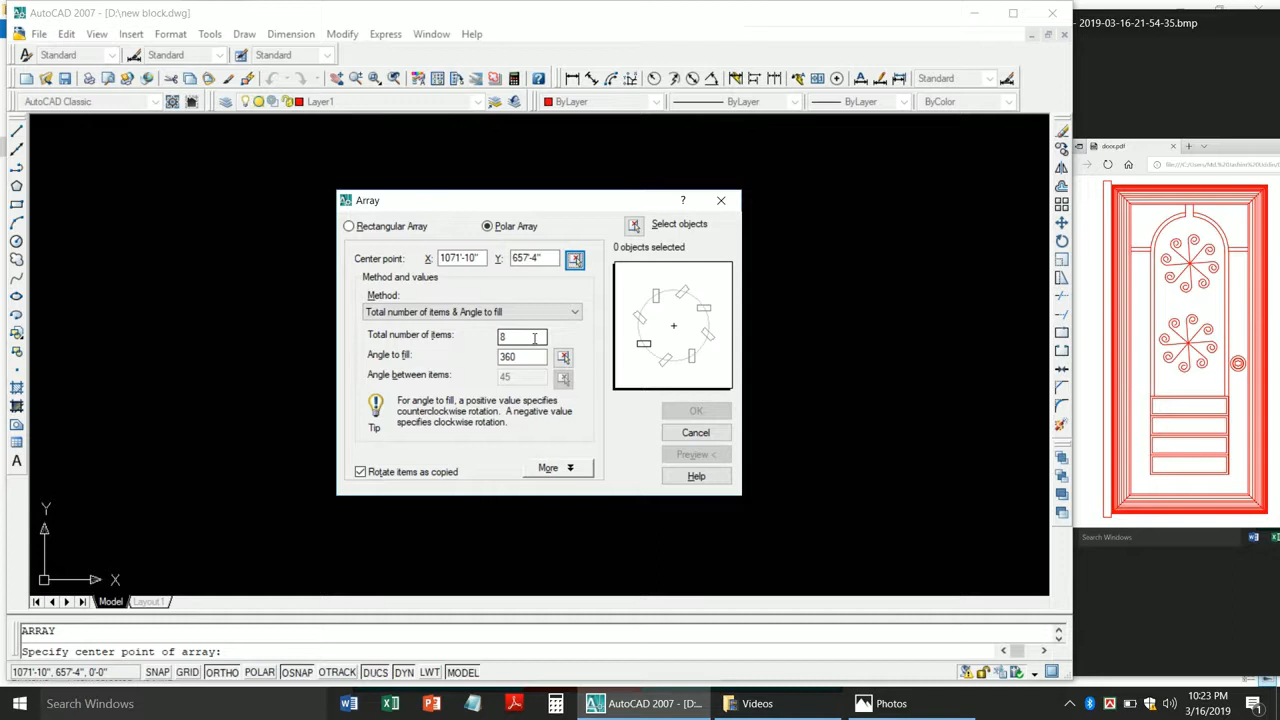 AutoCAD 2007 - [D:\new block.dwg]
- 2019-03-16-21-54-35.bmp
File Edit View Insert Format Tools Draw Dimension Modify Express Window Help
Standard Standard Standard
Standard
AutoCAD Classic Layer1 ByLayer ByLayer ByLayer ByColor
door.pdf
Array
Rectangular Array Polar Array Select objects
0 objects selected
Center point: X: 1071'-10" Y: 657'-4"
Method and values
Method:
Total number of items & Angle to fill
Total number of items: 8
Angle to fill: 360
Angle between items: 45
For angle to fill, a positive value specifies
counterclockwise rotation. A negative value
specifies clockwise rotation.
Tip
OK
Cancel
Preview <
Help
Rotate items as copied More
Y
X
Model Layout1
Search Windows
ARRAY
Specify center point of array:
1071'-10", 657'-4", 0'-0" SNAP GRID ORTHO POLAR OSNAP OTRACK DUCS DYN LWT MODEL
Search Windows AutoCAD 2007 - [D:... Videos Photos
10:23 PM
3/16/2019